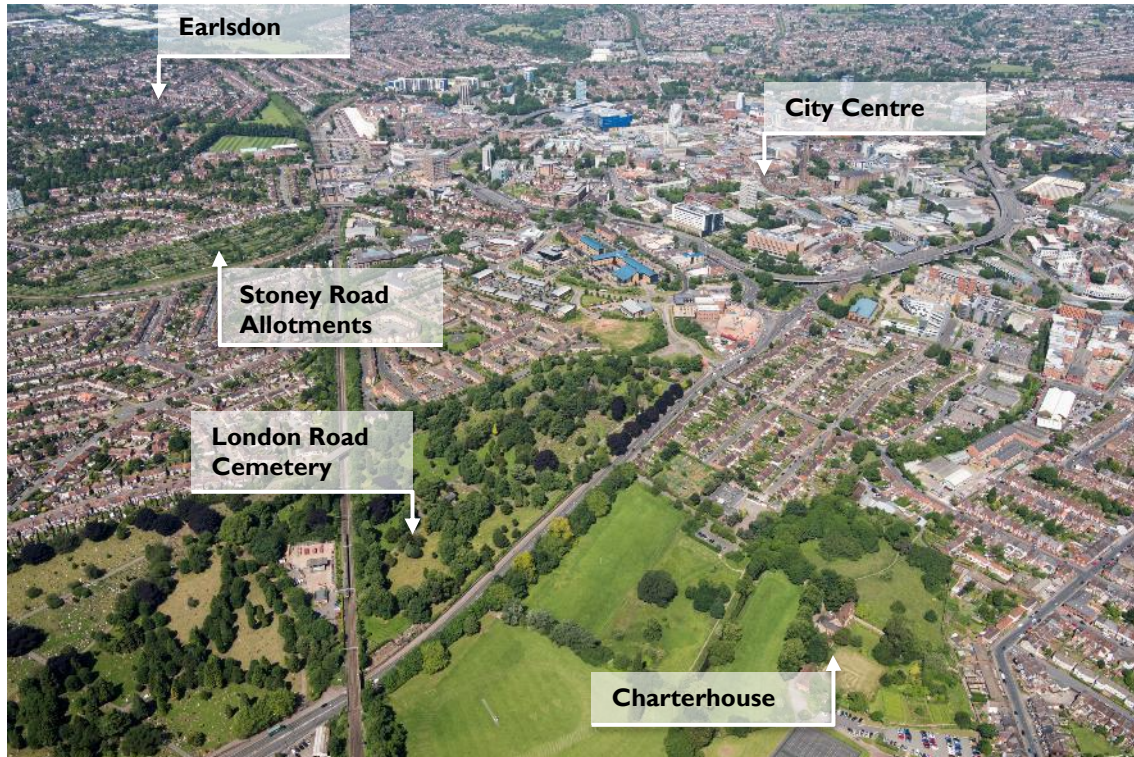 Earlsdon
City Centre
Stoney Road
Allotments
London Road
Cemetery
Charterhouse